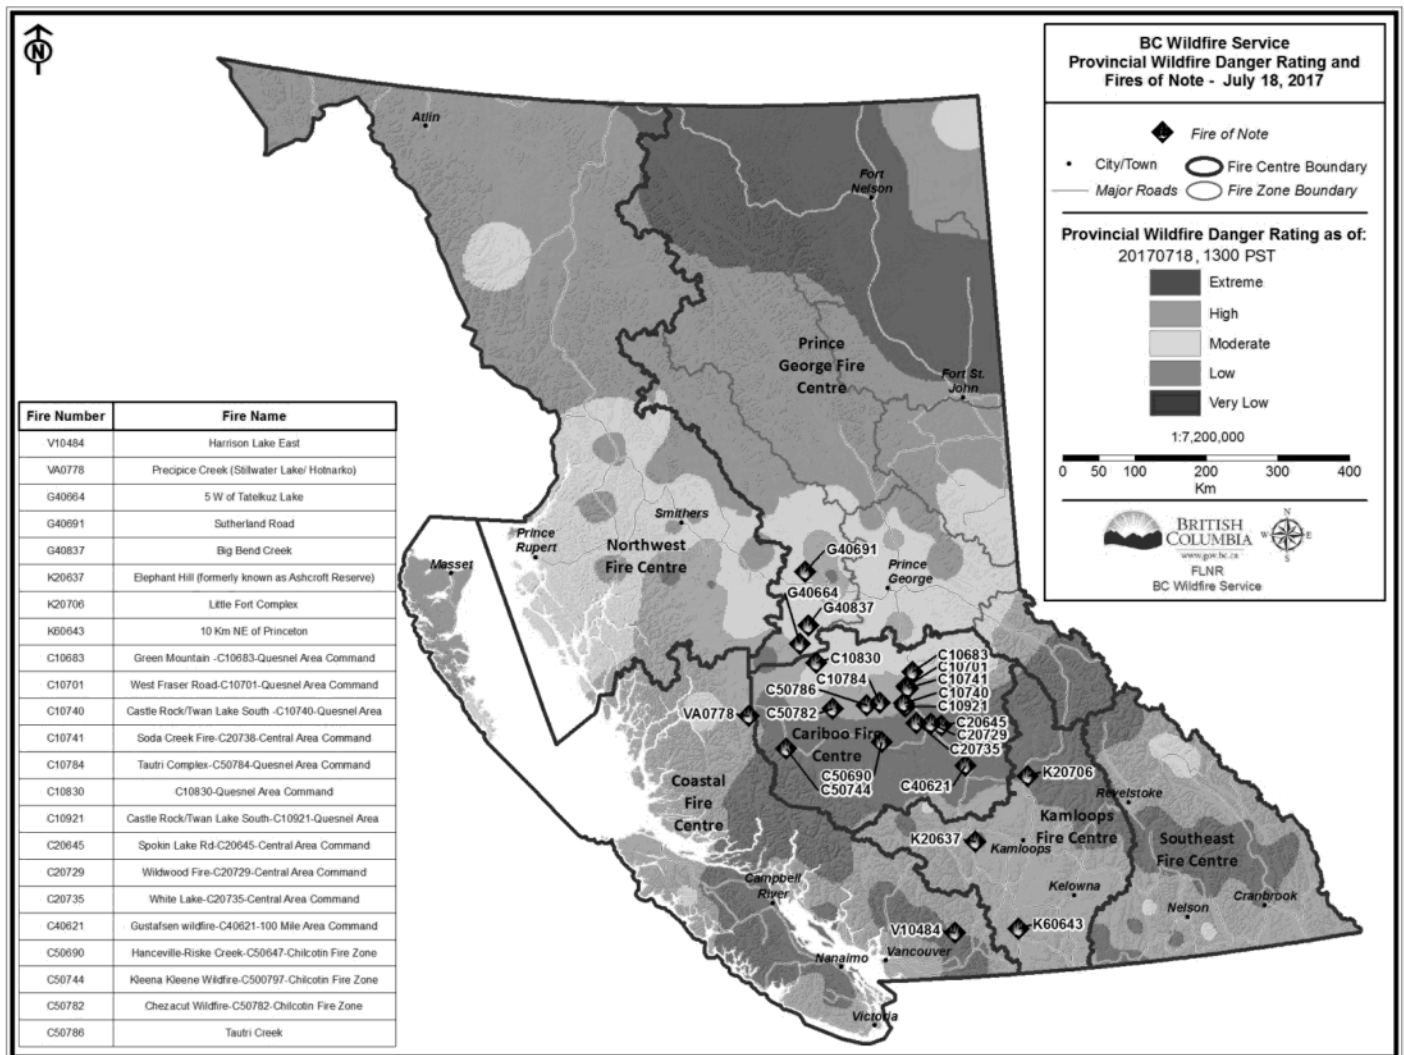 N
BC Wildfire Service
Provincial Wildfire Danger Rating and
Fires of Note - July 18, 2017
Fire of Note
City/Town
Fire Centre Boundary
Major Roads
Fire Zone Boundary
Provincial Wildfire Danger Rating as of:
20170718, 1300 PST
Extreme
High
Moderate
Low
Very Low
1:7,200,000
0 50 100 200 300 400
Km
BRITISH
COLUMBIA
www.gov.bc.ca
N
W E
S
FLNR
BC Wildfire Service
Atlin
Fort
Nelson
Prince
George Fire
Centre
Fort St.
John
Smithers
Prince
Rupert
Northwest
Fire Centre
Masset
G40691
Prince
George
G40664
G40837
C10830
C10683
C10701
C10741
C10784
C10740
C50786
C10921
VA0778
C50782
C20645
C20729
Cariboo Fire
Centre
C20735
C50690
C50744
C40621
K20706
Coastal
Fire
Centre
Revelstoke
Kamloops
Fire Centre
K20637
Kamloops
Southeast
Fire Centre
Campbell
River
Kelowna
Cranbrook
Nelson
V10484
K60643
Vancouver
Nanaimo
Victoria
Fire Number Fire Name
V10484 Harrison Lake East
VA0778 Precipice Creek (Stillwater Lake/ Hotnarko)
G40664 5 W of Tatelkuz Lake
G40691 Sutherland Road
G40837 Big Bend Creek
K20637 Elephant Hill (formerly known as Ashcroft Reserve)
K20706 Little Fort Complex
K60643 10 Km NE of Princeton
C10683 Green Mountain -C10683-Quesnel Area Command
C10701 West Fraser Road-C10701-Quesnel Area Command
C10740 Castle Rock/Twan Lake South -C10740-Quesnel Area
C10741 Soda Creek Fire-C20738-Central Area Command
C10784 Tautri Complex-C50784-Quesnel Area Command
C10830 C10830-Quesnel Area Command
C10921 Castle Rock/Twan Lake South-C10921-Quesnel Area
C20645 Spokin Lake Rd-C20645-Central Area Command
C20729 Wildwood Fire-C20729-Central Area Command
C20735 White Lake-C20735-Central Area Command
C40621 Gustafsen wildfire-C40621-100 Mile Area Command
C50690 Hanceville-Riske Creek-C50647-Chilcotin Fire Zone
C50744 Kleena Kleene Wildfire-C500797-Chilcotin Fire Zone
C50782 Chezacut Wildfire-C50782-Chilcotin Fire Zone
C50786 Tautri Creek